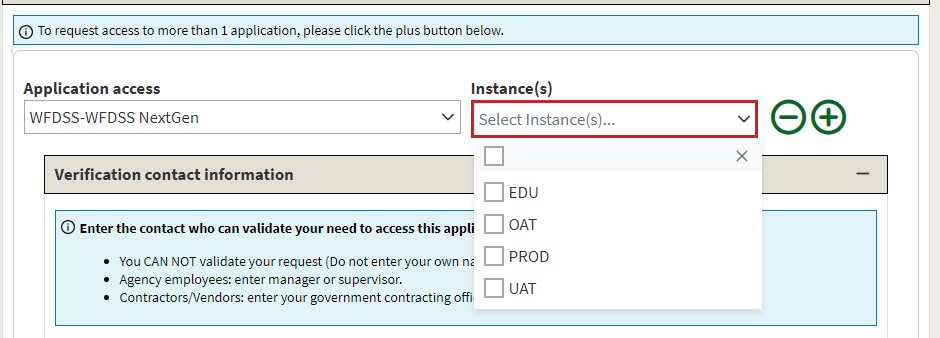 To request access to more than 1 application, please click the plus button below.
Application access
Instance(s)
WFDSS-WFDSS NextGen
Select Instance(s)...
EDU
OAT
PROD
UAT
Verification contact information
Enter the contact who can validate your need to access this appli
• You CAN NOT validate your request (Do not enter your own na
• Agency employees: enter manager or supervisor.
• Contractors/Vendors: enter your government contracting offi